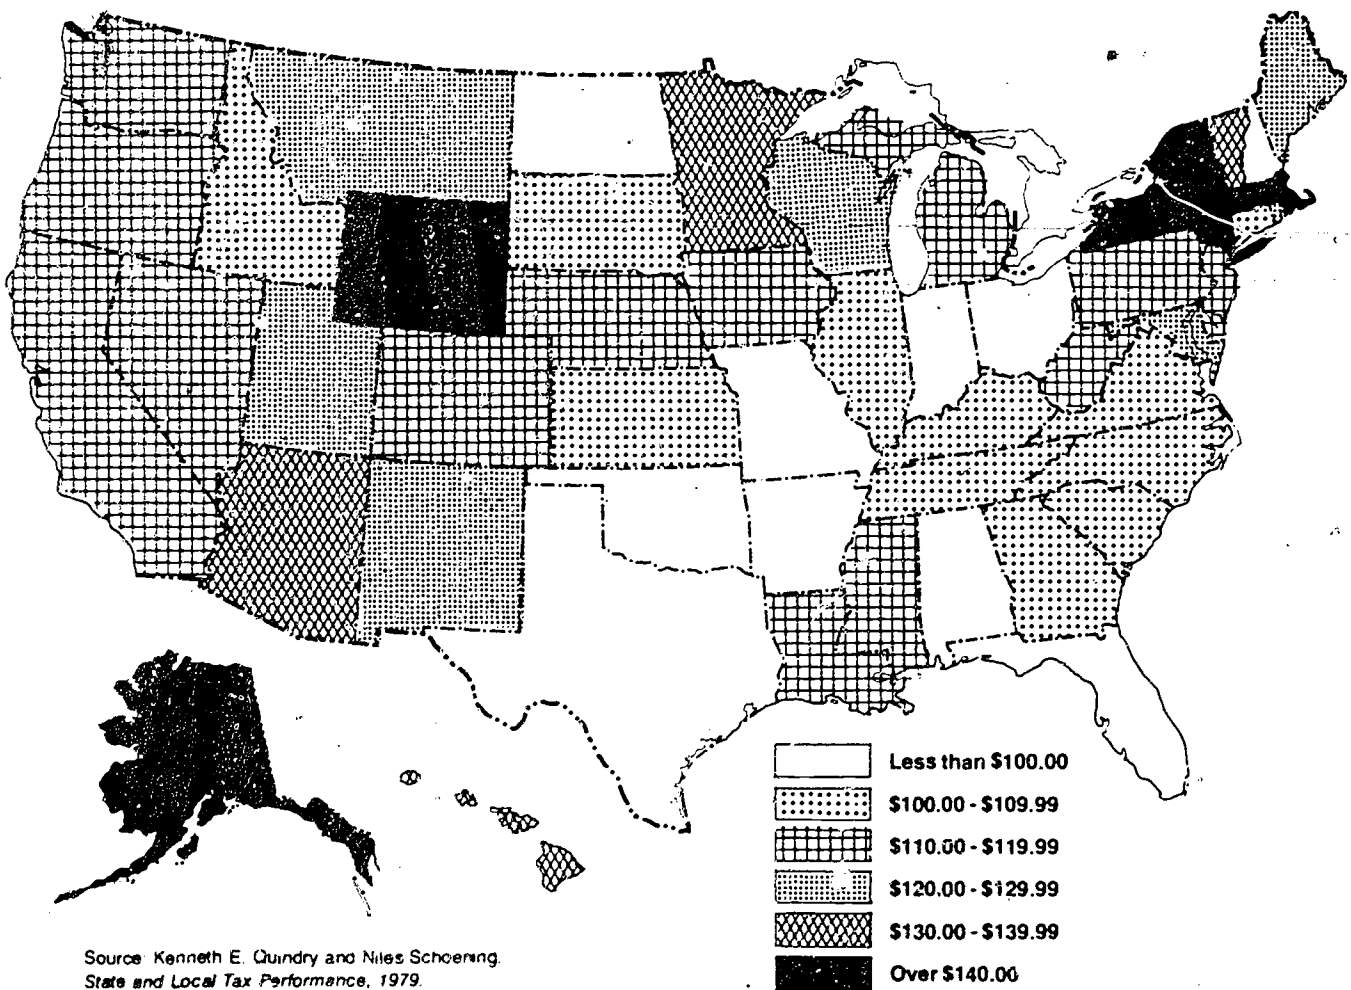 Less than $100.00
$100.00 - $109.99
$110.00 - $119.99
$120.00 - $129.99
$130.00 - $139.99
Over $140.00
Source: Kenneth E. Quindry and Niles Schoening.
State and Local Tax Performance, 1979.